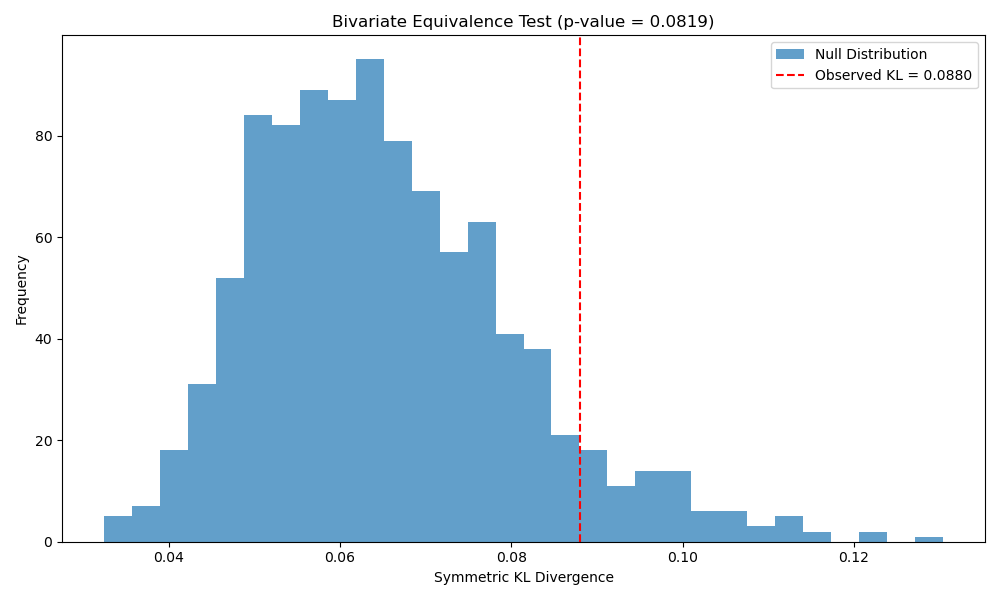 Bivariate Equivalence Test (p-value = 0.0819)
Null Distribution
Observed KL = 0.0880
Frequency
80
60
40
20
0
0.04 0.06 0.08 0.10 0.12
Symmetric KL Divergence